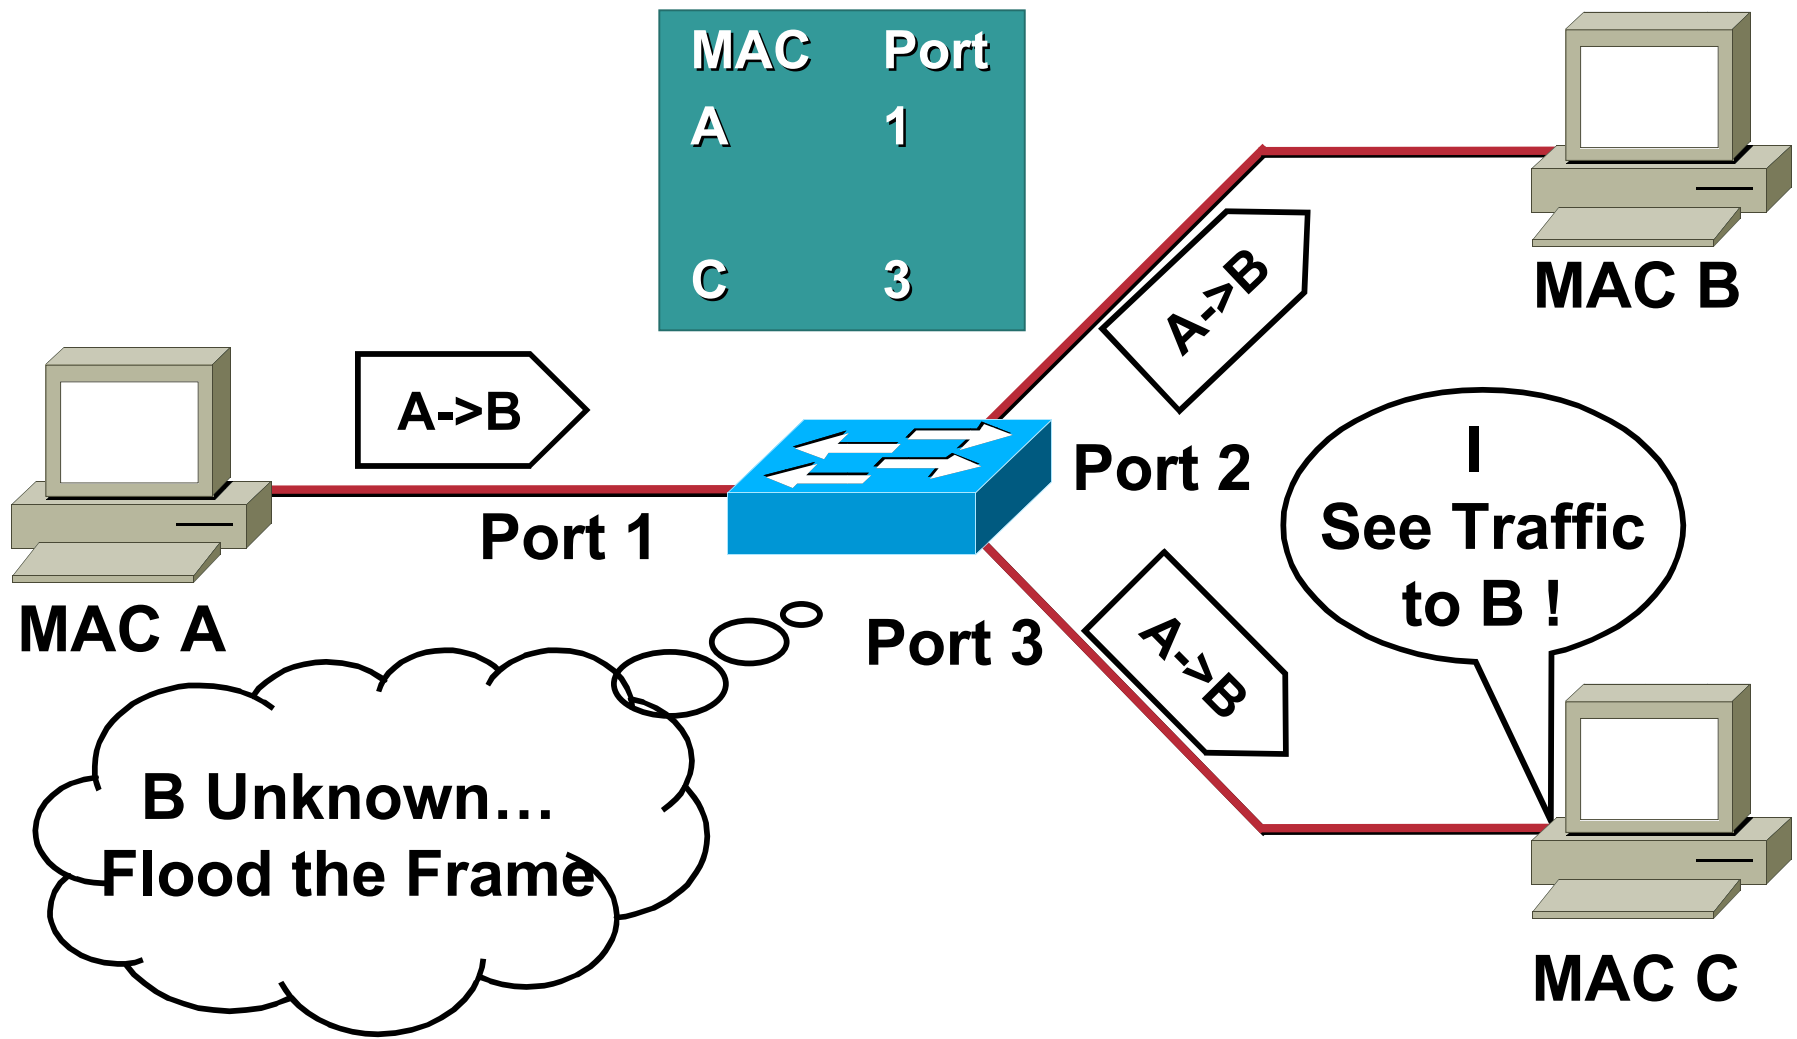 MAC Port
A 1
C 3
MAC B
A->B
A->B
Port 2
I
See Traffic
to B !
Port 1
MAC A
Port 3
A->B
B Unknown…
Flood the Frame
MAC C